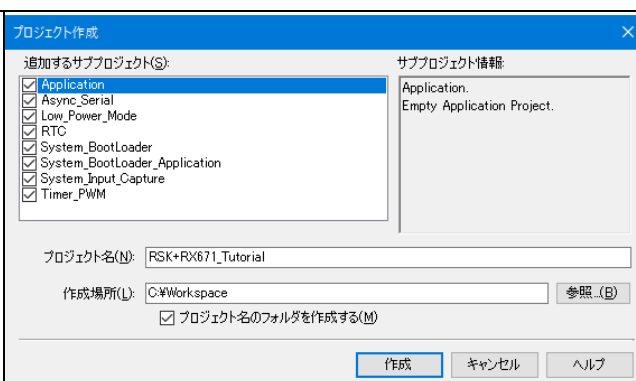 プロジェクト作成
追加するサブプロジェクト(S):
サブプロジェクト情報:
Application
Async_Serial
Low_Power_Mode
RTC
System_BootLoader
System_BootLoader_Application
System_Input_Capture
Timer_PWM
Application.
Empty Application Project.
プロジェクト名(N):
RSK+RX671_Tutorial
作成場所(L):
C:¥Workspace
参照...(B)
プロジェクト名のフォルダを作成する(M)
作成
キャンセル
ヘルプ